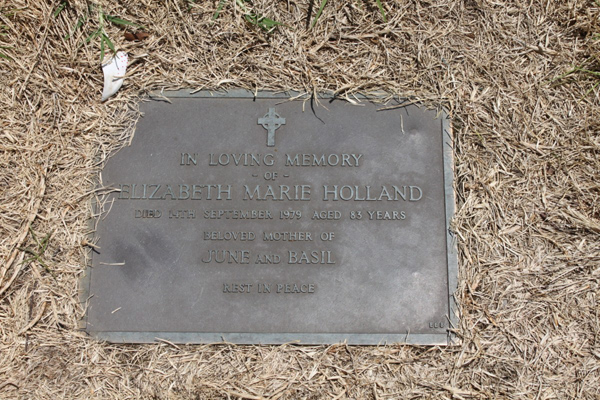 IN LOVING MEMORY
- OF -
ELIZABETH MARIE HOLLAND
DIED 14TH SEPTEMBER 1979 AGED 83 YEARS
BELOVED MOTHER OF
JUNE AND BASIL
REST IN PEACE